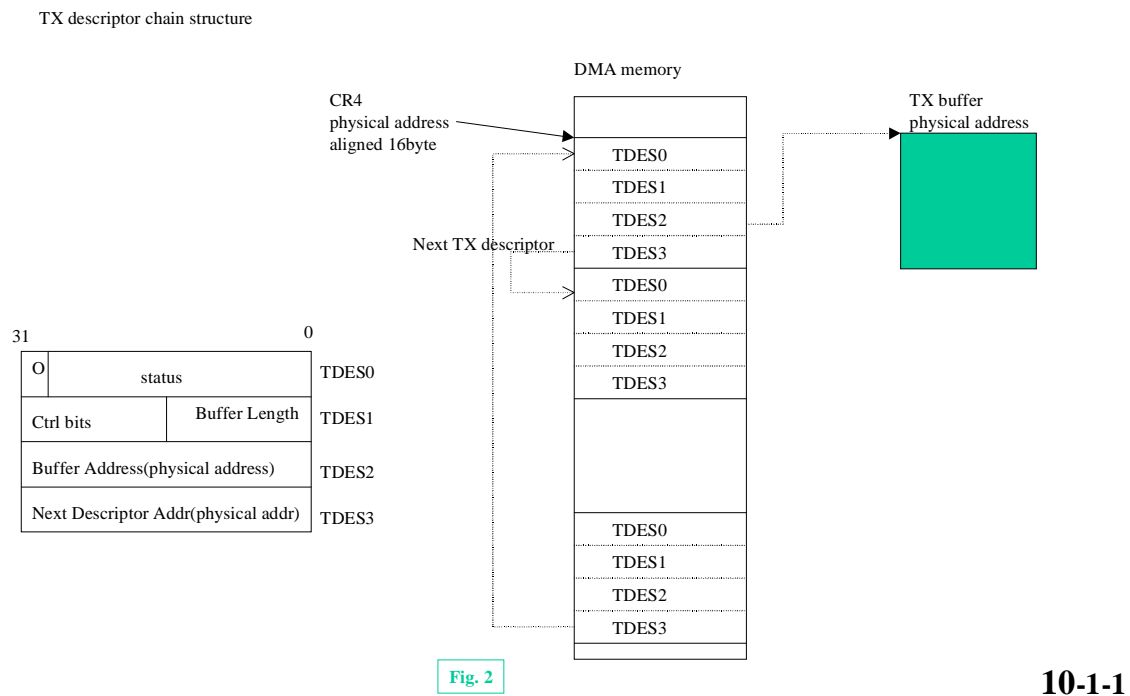 TX descriptor chain structure
DMA memory
CR4
physical address
aligned 16byte
TX buffer
physical address
TDES0
TDES1
TDES2
TDES3
Next TX descriptor
TDES0
TDES1
TDES2
TDES3
31 0
O status TDES0
Ctrl bits Buffer Length TDES1
Buffer Address(physical address) TDES2
Next Descriptor Addr(physical addr) TDES3
TDES0
TDES1
TDES2
TDES3
Fig. 2
10-1-1